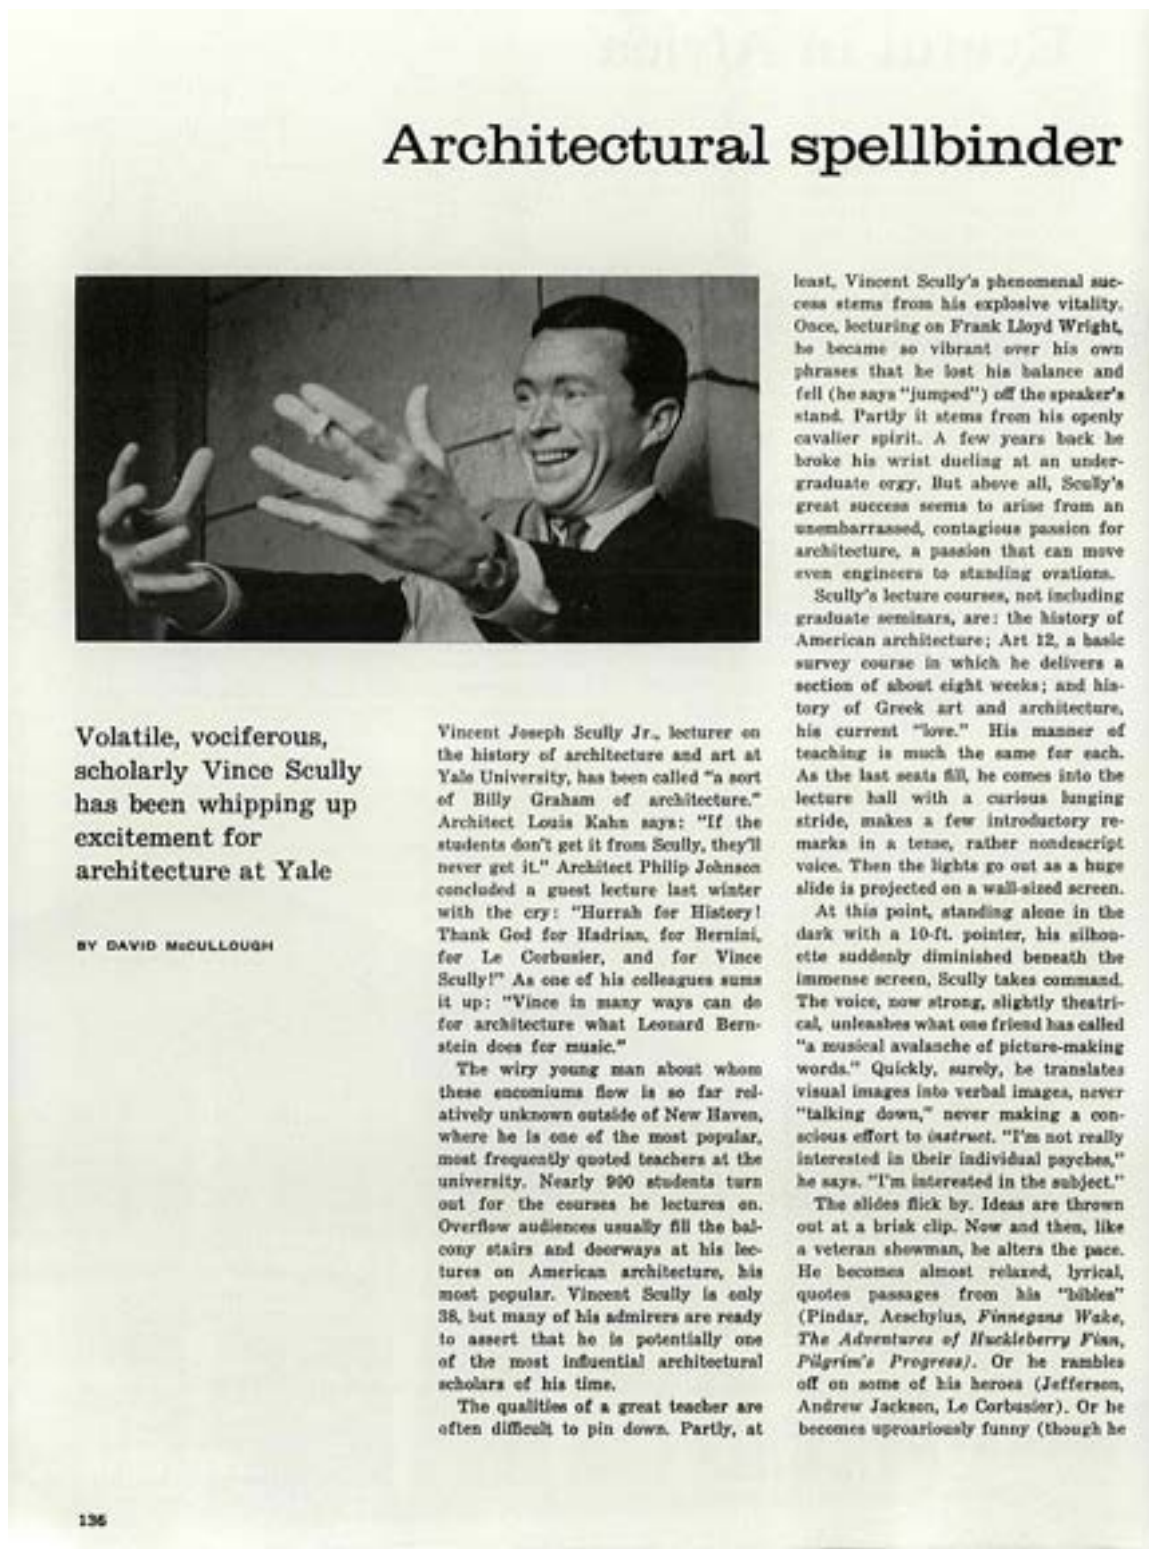 Architectural spellbinder
Volatile, vociferous,
scholarly Vince Scully
has been whipping up
excitement for
architecture at Yale
BY DAVID McCULLOUGH
Vincent Joseph Scully Jr., lecturer on
the history of architecture and art at
Yale University, has been called "a sort
of Billy Graham of architecture."
Architect Louis Kahn says: "If the
students don't get it from Scully, they'll
never get it." Architect Philip Johnson
concluded a guest lecture last winter
with the cry: "Hurrah for History!
Thank God for Hadrian, for Bernini,
for Le Corbusier, and for Vince
Scully!" As one of his colleagues sums
it up: "Vince in many ways can do
for architecture what Leonard Bern-
stein does for music."
The wiry young man about whom
these encomiums flow is so far rel-
atively unknown outside of New Haven,
where he is one of the most popular,
most frequently quoted teachers at the
university. Nearly 900 students turn
out for the courses he lectures on.
Overflow audiences usually fill the bal-
cony stairs and doorways at his lec-
tures on American architecture, his
most popular. Vincent Scully is only
38, but many of his admirers are ready
to assert that he is potentially one
of the most influential architectural
scholars of his time.
The qualities of a great teacher are
often difficult to pin down. Partly, at
least, Vincent Scully's phenomenal suc-
cess stems from his explosive vitality.
Once, lecturing on Frank Lloyd Wright,
he became so vibrant over his own
phrases that he lost his balance and
fell (he says "jumped") off the speaker's
stand. Partly it stems from his openly
cavalier spirit. A few years back he
broke his wrist dueling at an under-
graduate orgy. But above all, Scully's
great success seems to arise from an
unembarrassed, contagious passion for
architecture, a passion that can move
even engineers to standing ovations.
Scully's lecture courses, not including
graduate seminars, are: the history of
American architecture; Art 12, a basic
survey course in which he delivers a
section of about eight weeks; and his-
tory of Greek art and architecture,
his current "love." His manner of
teaching is much the same for each.
As the last seats fill, he comes into the
lecture hall with a curious lunging
stride, makes a few introductory re-
marks in a tense, rather nondescript
voice. Then the lights go out as a huge
slide is projected on a wall-sized screen.
At this point, standing alone in the
dark with a 10-ft. pointer, his silhou-
ette suddenly diminished beneath the
immense screen, Scully takes command.
The voice, now strong, slightly theatri-
cal, unleashes what one friend has called
"a musical avalanche of picture-making
words." Quickly, surely, he translates
visual images into verbal images, never
"talking down," never making a con-
scious effort to instruct. "I'm not really
interested in their individual psyches,"
he says. "I'm interested in the subject."
The slides flick by. Ideas are thrown
out at a brisk clip. Now and then, like
a veteran showman, he alters the pace.
He becomes almost relaxed, lyrical,
quotes passages from his "bibles"
(Pindar, Aeschylus, Finnegans Wake,
The Adventures of Huckleberry Finn,
Pilgrim's Progress). Or he rambles
off on some of his heroes (Jefferson,
Andrew Jackson, Le Corbusier). Or he
becomes uproariously funny (though he
136